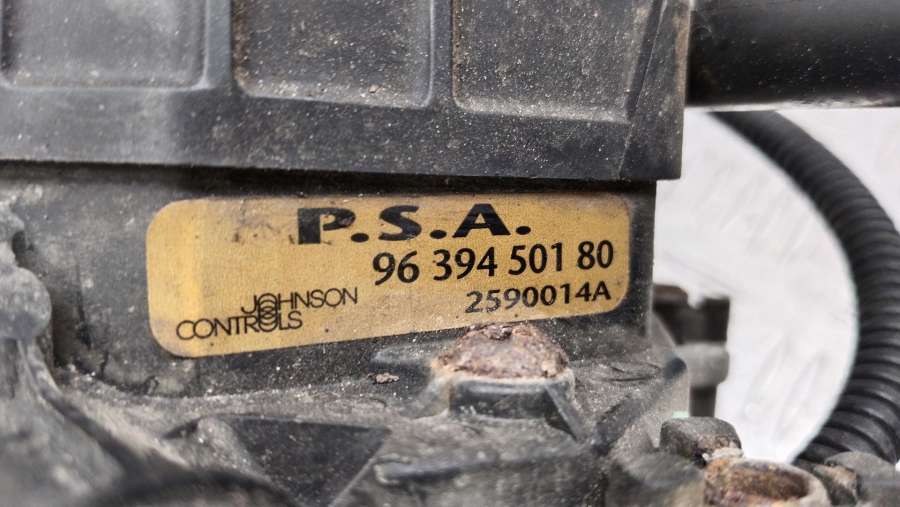 P.S.A.
96 394 501 80
2590014A
JOHNSON
CONTROLS